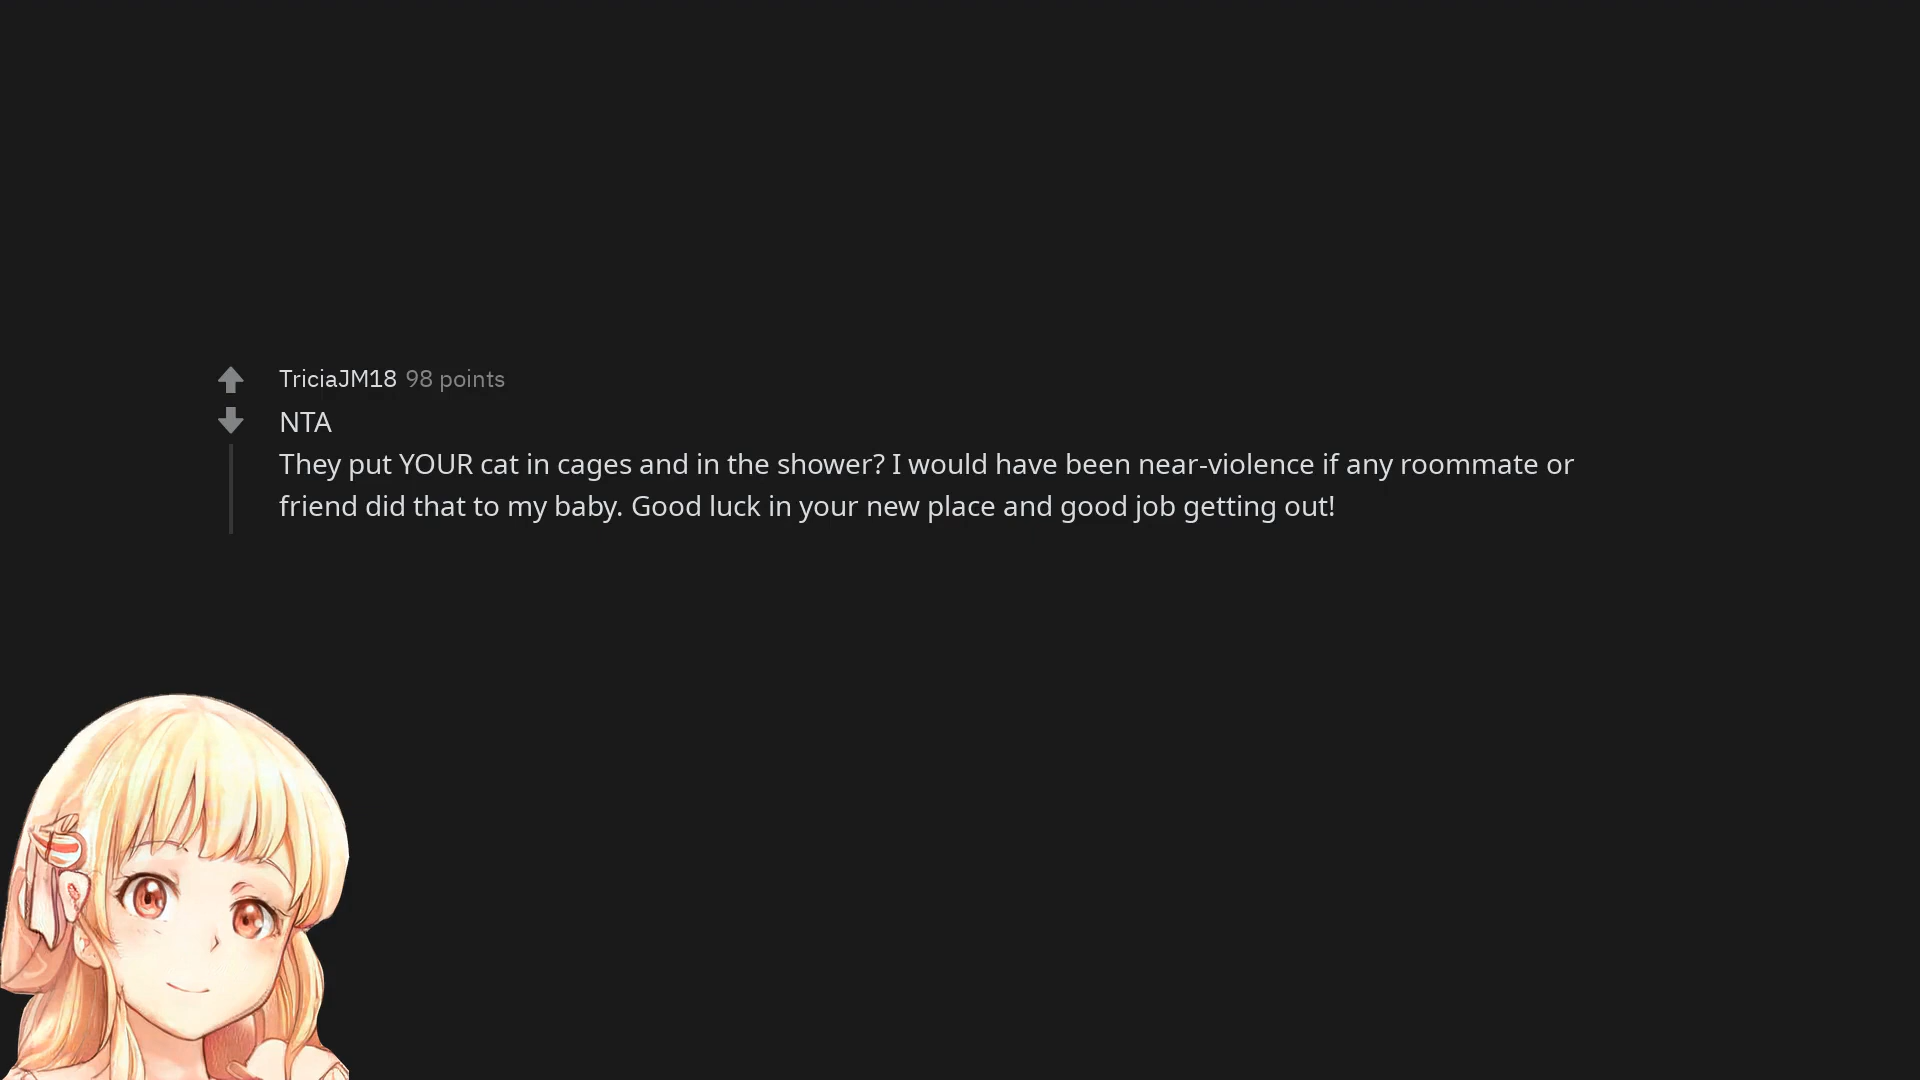 TriciaJM18 98 points
NTA
They put YOUR cat in cages and in the shower? I would have been near-violence if any roommate or
friend did that to my baby. Good luck in your new place and good job getting out!